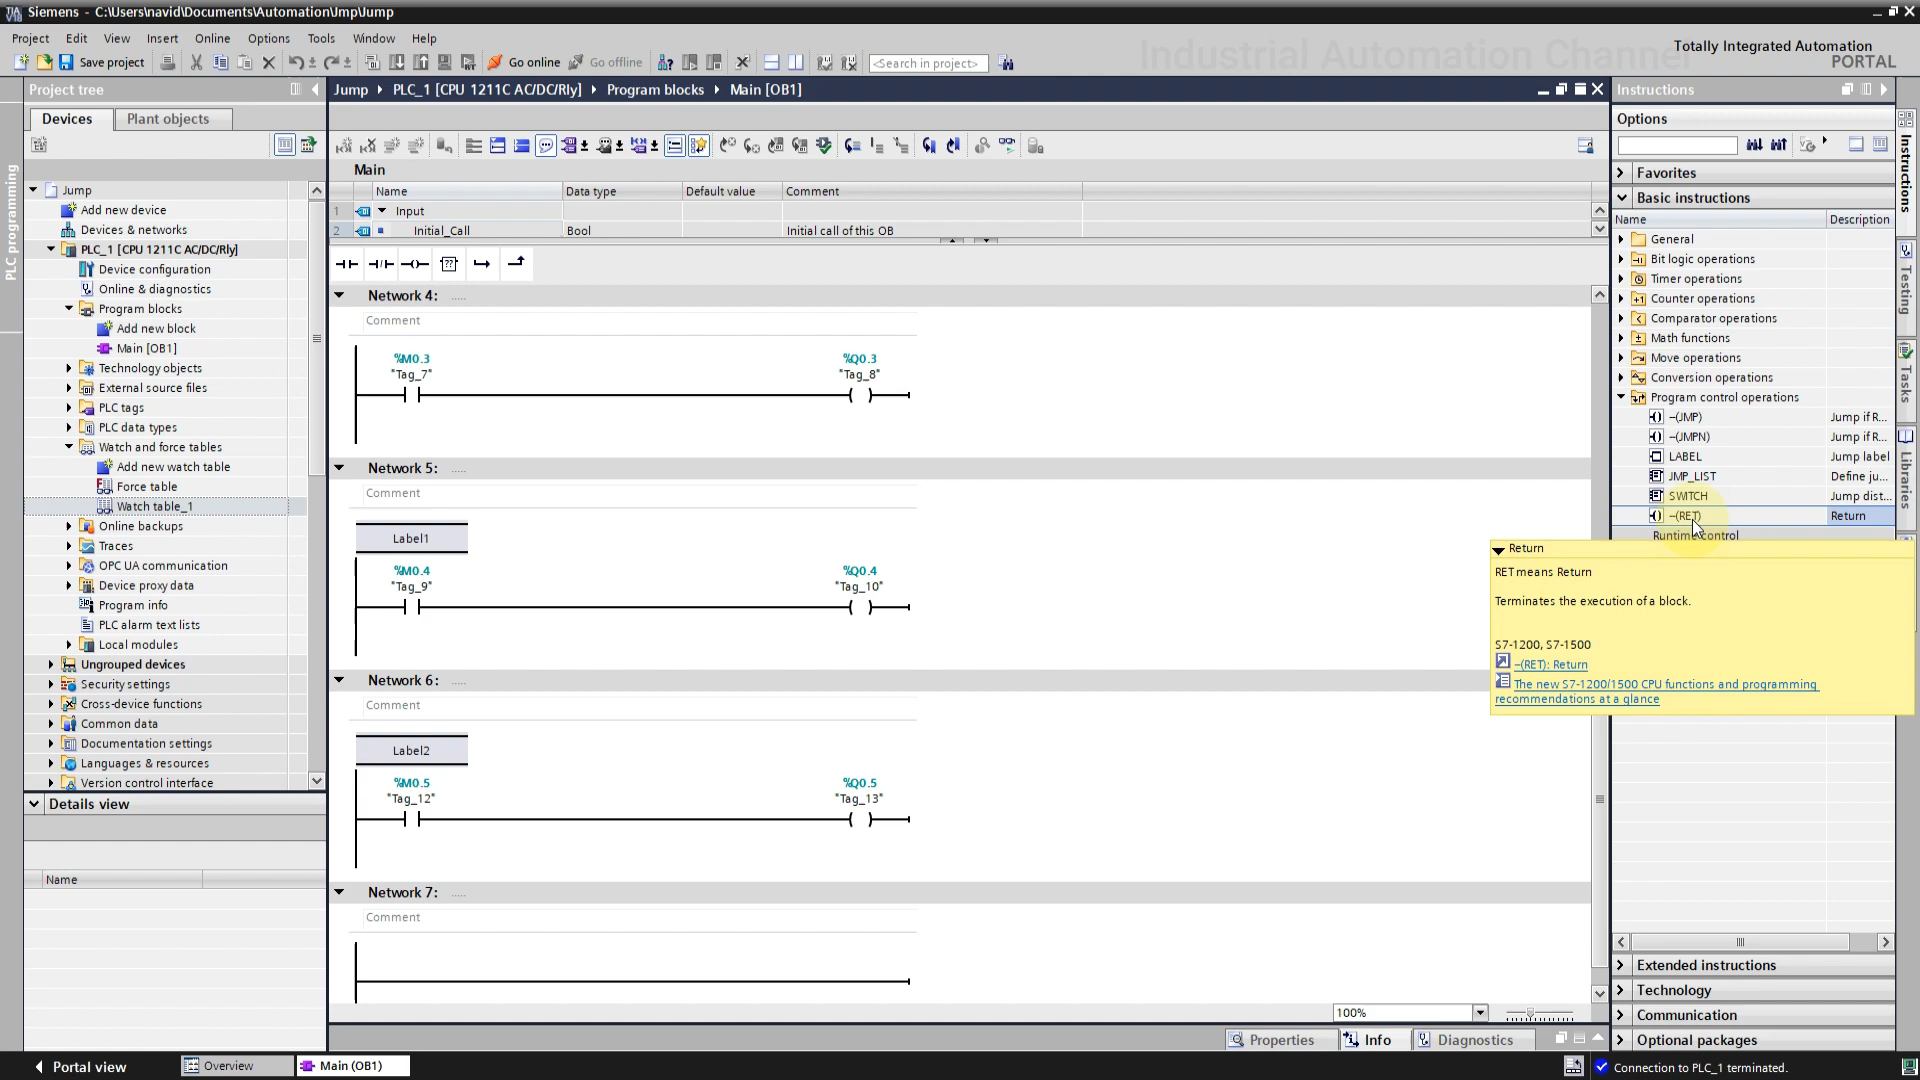 Siemens - C:\Users\navid\Documents\Automation\Jmp\Jump
Project Edit View Insert Online Options Tools Window Help
Industrial Automation Channel
Totally Integrated Automation
PORTAL
Save project
Go online
Go offline
<Search in project>
Project tree
Jump PLC_1 [CPU 1211C AC/DC/Rly] Program blocks Main [OB1]
Instructions
Devices
Plant objects
PLC programming
Jump
Add new device
Devices & networks
PLC_1 [CPU 1211C AC/DC/Rly]
Device configuration
Online & diagnostics
Program blocks
Add new block
Main [OB1]
Technology objects
External source files
PLC tags
PLC data types
Watch and force tables
Add new watch table
Force table
Watch table_1
Online backups
Traces
OPC UA communication
Device proxy data
Program info
PLC alarm text lists
Local modules
Ungrouped devices
Security settings
Cross-device functions
Common data
Documentation settings
Languages & resources
Version control interface
Details view
Name
Main
Name Data type Default value Comment
1 Input
2 Initial_Call Bool Initial call of this OB
Network 4: .....
Comment
%M0.3 %Q0.3
"Tag_7" "Tag_8"
Network 5: .....
Comment
Label1
%M0.4 %Q0.4
"Tag_9" "Tag_10"
Network 6: .....
Comment
Label2
%M0.5 %Q0.5
"Tag_12" "Tag_13"
Network 7: .....
Comment
100%
Properties Info Diagnostics
Options
Favorites
Basic instructions
Name Description
General
Bit logic operations
Timer operations
Counter operations
Comparator operations
Math functions
Move operations
Conversion operations
Program control operations
–(JMP) Jump if R...
–(JMPN) Jump if R...
LABEL Jump label
JMP_LIST Define ju...
SWITCH Jump dist...
–(RET) Return
Runtime control
Return
RET means Return
Terminates the execution of a block.
S7-1200, S7-1500
–(RET): Return
The new S7-1200/1500 CPU functions and programming
recommendations at a glance
Extended instructions
Technology
Communication
Optional packages
Instructions
Testing
Tasks
Libraries
Portal view
Overview
Main (OB1)
Connection to PLC_1 terminated.